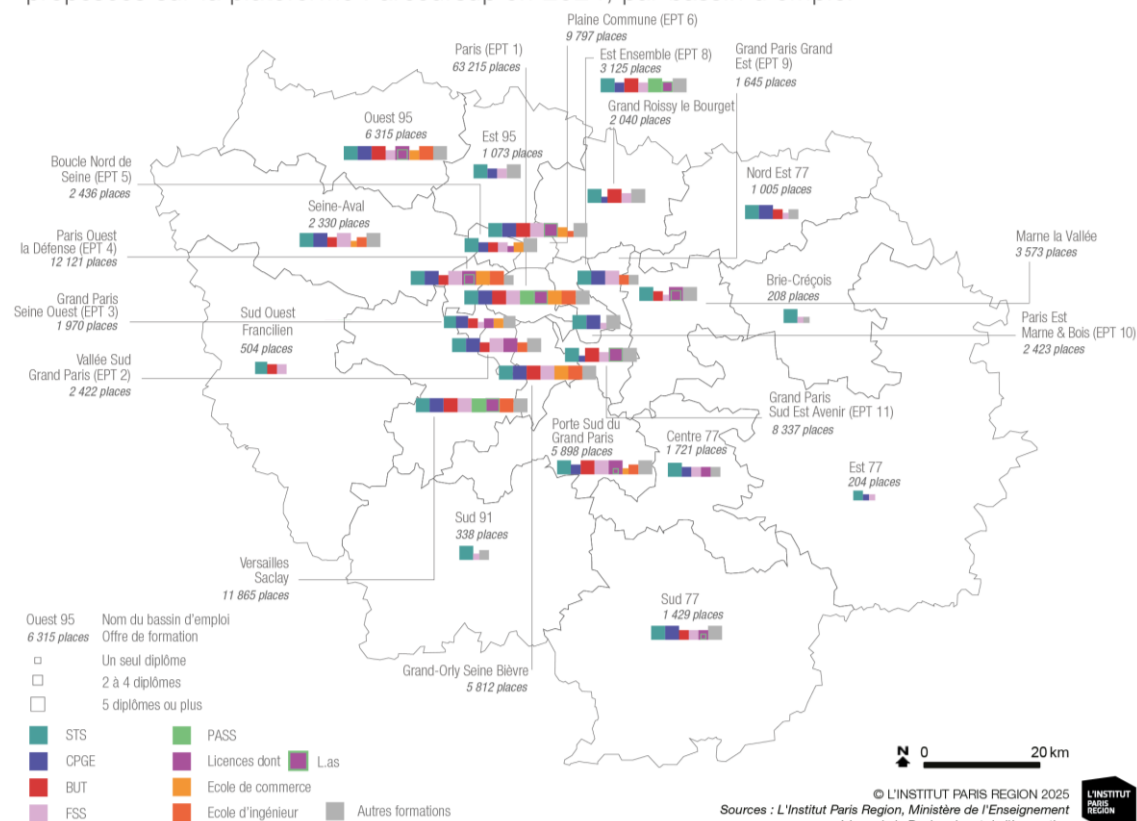 Plaine Commune (EPT 6)
9 797 places
Paris (EPT 1)
63 215 places
Est Ensemble (EPT 8)
3 125 places
Grand Paris Grand
Est (EPT 9)
1 645 places
Grand Roissy le Bourget
2 040 places
Ouest 95
6 315 places
Est 95
1 073 places
Boucle Nord de
Seine (EPT 5)
2 436 places
Nord Est 77
1 005 places
Seine-Aval
2 330 places
Paris Ouest
la Défense (EPT 4)
12 121 places
Marne la Vallée
3 573 places
Brie-Créçois
208 places
Grand Paris
Seine Ouest (EPT 3)
1 970 places
Sud Ouest
Francilien
504 places
Paris Est
Marne & Bois (EPT 10)
2 423 places
Vallée Sud
Grand Paris (EPT 2)
2 422 places
Grand Paris
Sud Est Avenir (EPT 11)
8 337 places
Porte Sud du
Grand Paris
5 898 places
Centre 77
1 721 places
Est 77
204 places
Sud 91
338 places
Versailles
Saclay
11 865 places
Sud 77
1 429 places
Grand-Orly Seine Bièvre
5 812 places
Ouest 95 Nom du bassin d'emploi
6 315 places Offre de formation
Un seul diplôme
2 à 4 diplômes
5 diplômes ou plus
STS
CPGE
BUT
FSS
PASS
Licences dont L.as
Ecole de commerce
Ecole d'ingénieur
Autres formations
N 0 20 km
© L'INSTITUT PARIS REGION 2025
Sources : L'Institut Paris Region, Ministère de l'Enseignement
L'INSTITUT
PARIS
REGION